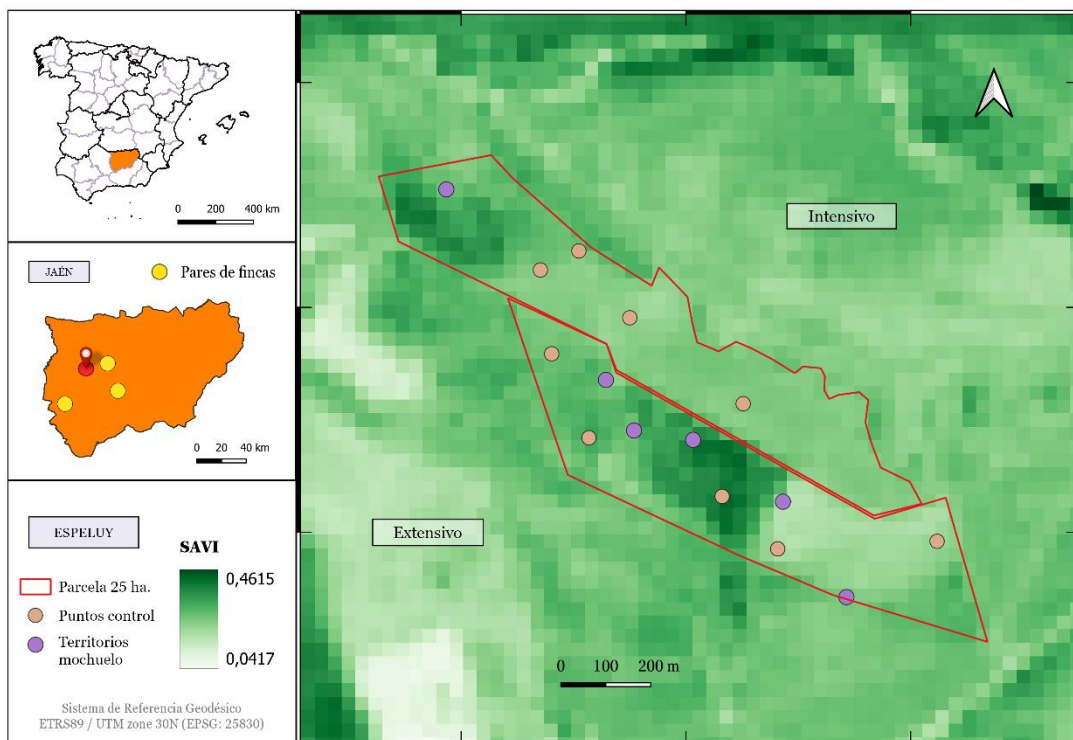 0 200 400 km
JAÉN
Pares de fincas
0 20 40 km
ESPELUY
SAVI
Parcela 25 ha.
Puntos control
Territorios
mochuelo
0,4615
0,0417
Sistema de Referencia Geodésico
ETRS89 / UTM zone 30N (EPSG: 25830)
Intensivo
Extensivo
0 100 200 m